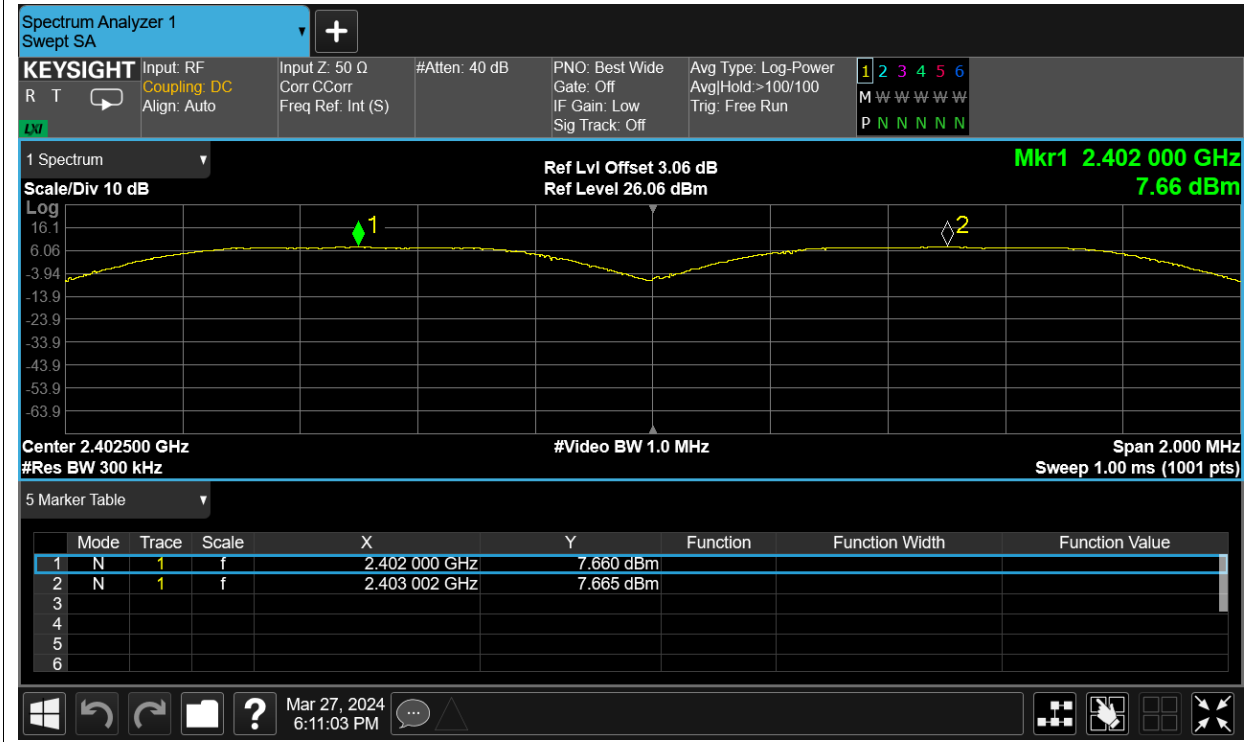 Spectrum Analyzer 1
Swept SA
+
KEYSIGHT
R T
LXI
Input: RF
Coupling: DC
Align: Auto
Input Z: 50 Ω
Corr CCorr
Freq Ref: Int (S)
#Atten: 40 dB
PNO: Best Wide
Gate: Off
IF Gain: Low
Sig Track: Off
Avg Type: Log-Power
Avg|Hold:>100/100
Trig: Free Run
1 2 3 4 5 6
M W W W W W
P N N N N N
1 Spectrum
Scale/Div 10 dB
Ref Lvl Offset 3.06 dB
Ref Level 26.06 dBm
Mkr1 2.402 000 GHz
7.66 dBm
Log
16.1
6.06
-3.94
-13.9
-23.9
-33.9
-43.9
-53.9
-63.9
1
2
Center 2.402500 GHz
#Video BW 1.0 MHz
Span 2.000 MHz
#Res BW 300 kHz
Sweep 1.00 ms (1001 pts)
5 Marker Table
Mode Trace Scale X Y Function Function Width Function Value
1 N 1 f 2.402 000 GHz 7.660 dBm
2 N 1 f 2.403 002 GHz 7.665 dBm
3
4
5
6
?
Mar 27, 2024
6:11:03 PM